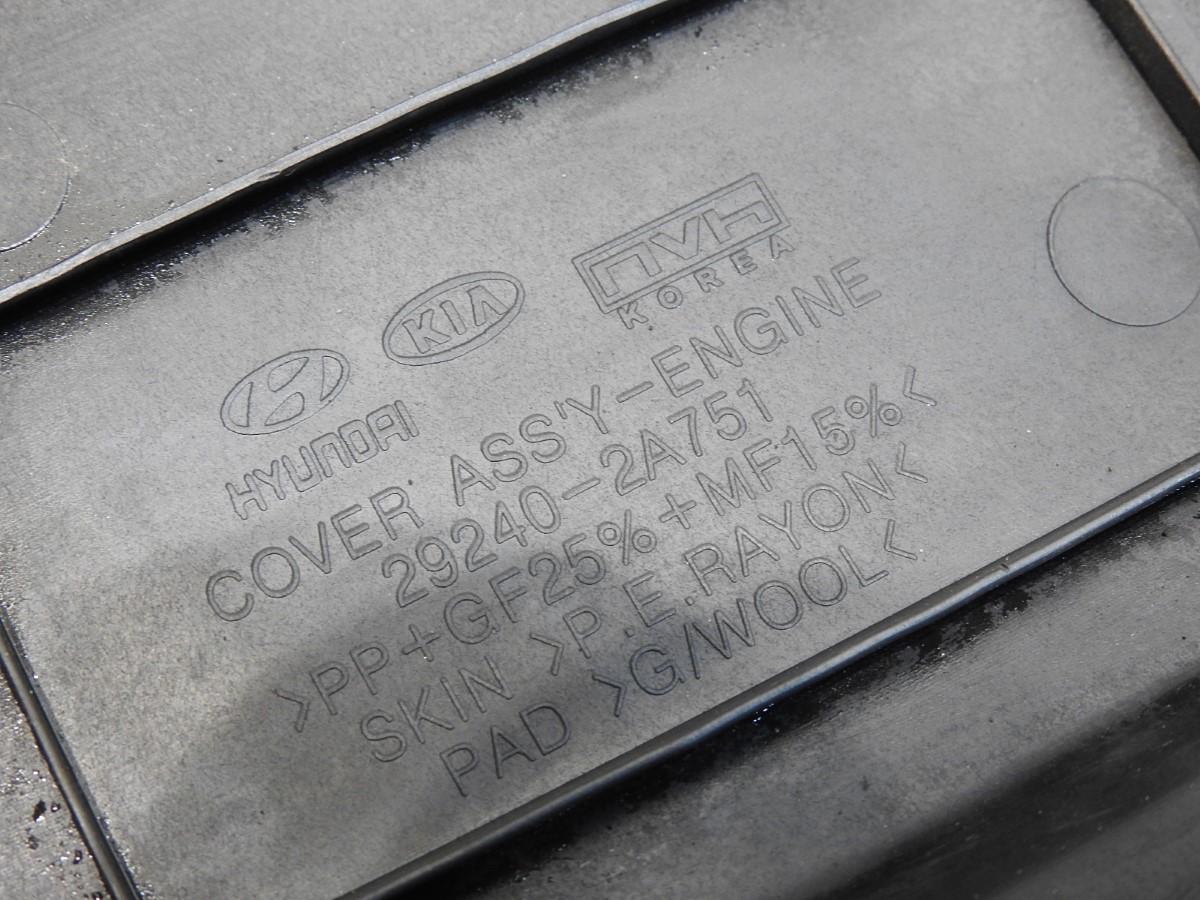 HYUNDAI
KIA
nvh
KOREA
COVER ASS'Y-ENGINE
29240-2A751
>PP+GF25%+MF15%<
SKIN >P.E.RAYON<
PAD >G/WOOL<